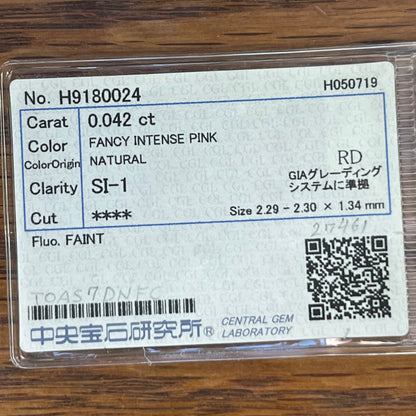 No. H9180024 H050719
Carat 0.042 ct
Color FANCY INTENSE PINK
ColorOrigin NATURAL
RD
Clarity SI-1
GIAグレーディング
システムに準拠
Cut ****
Size 2.29 - 2.30 × 1.34 mm
Fluo. FAINT
27461
中央宝石研究所®
CENTRAL GEM
LABORATORY